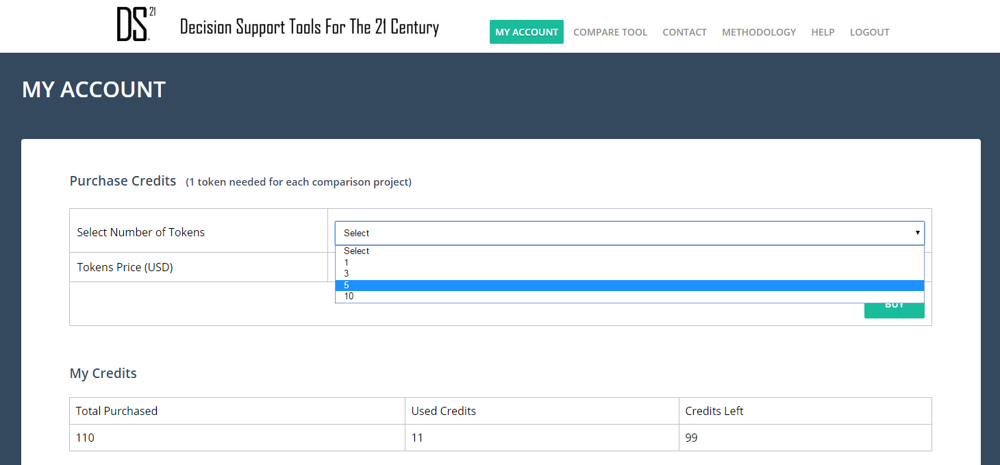 DS 21
Decision Support Tools For The 21 Century
MY ACCOUNT COMPARE TOOL CONTACT METHODOLOGY HELP LOGOUT
MY ACCOUNT
Purchase Credits (1 token needed for each comparison project)
Select Number of Tokens
Select
Select
1
3
5
10
Tokens Price (USD)
BUY
My Credits
Total Purchased Used Credits Credits Left
110 11 99